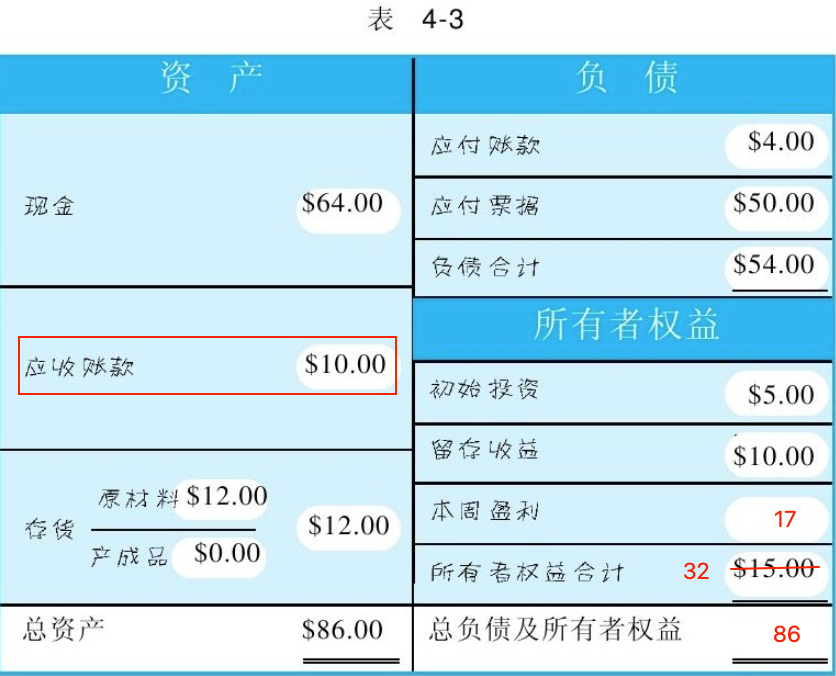 表 4-3
资 产
现金 $64.00
应收账款 $10.00
存货 原材料 $12.00 $12.00
产成品 $0.00
总资产 $86.00
负 债
应付账款 $4.00
应付票据 $50.00
负债合计 $54.00
所有者权益
初始投资 $5.00
留存收益 $10.00
本周盈利 17
所有者权益合计 32 $15.00
总负债及所有者权益 86